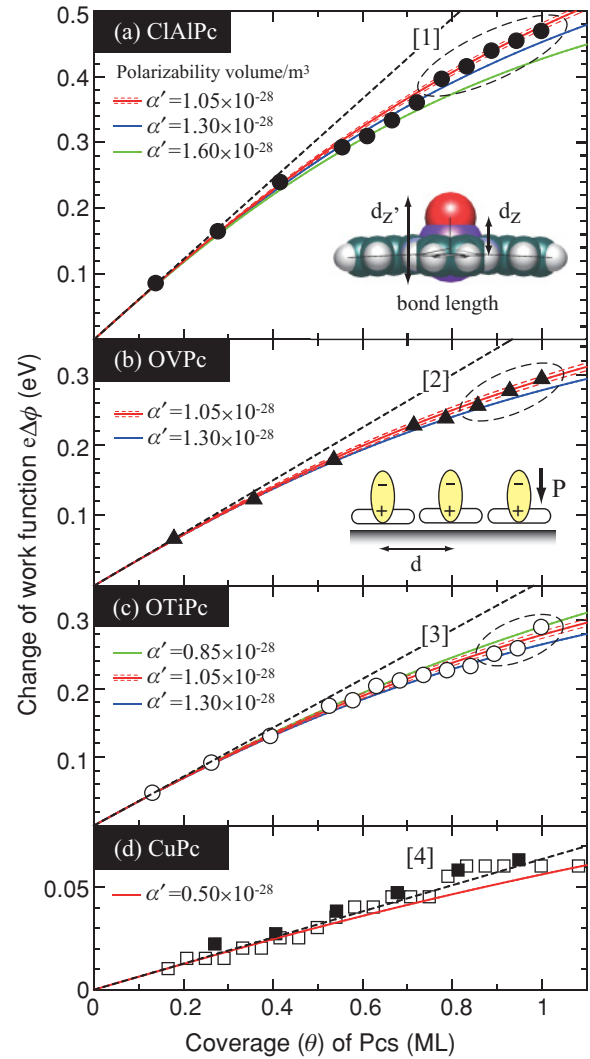 Change of work function eΔϕ (eV)
(a) ClAlPc
[1]
Polarizability volume/m³
α′=1.05×10⁻²⁸
α′=1.30×10⁻²⁸
α′=1.60×10⁻²⁸
0.5
0.4
0.3
0.2
0.1
dz'
dz
bond length
(b) OVPc
[2]
α′=1.05×10⁻²⁸
α′=1.30×10⁻²⁸
0.3
0.2
0.1
− − −
+ + +
P
d
(c) OTiPc
[3]
α′=0.85×10⁻²⁸
α′=1.05×10⁻²⁸
α′=1.30×10⁻²⁸
0.3
0.2
0.1
(d) CuPc
[4]
α′=0.50×10⁻²⁸
0.05
0
0 0.2 0.4 0.6 0.8 1
Coverage (θ) of Pcs (ML)